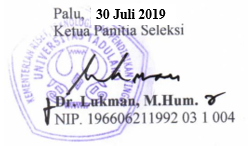 Palu, 30 Juli 2019
Ketua Panitia Seleksi
Dr. Lukman, M.Hum.
NIP. 196606211992 03 1 004